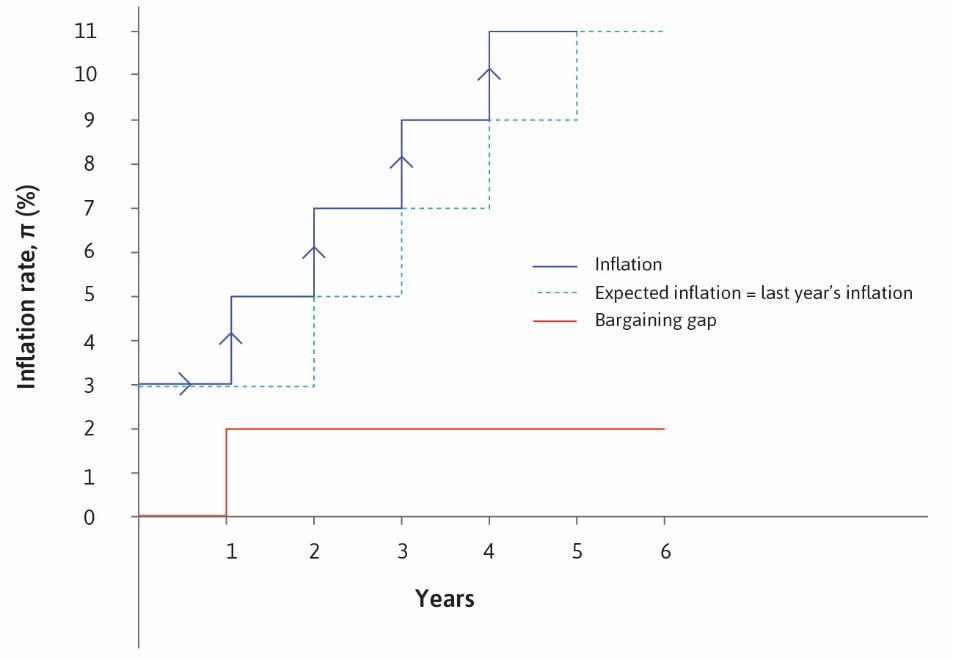 11
10
9
8
7
6
5
4
3
2
1
0
Inflation rate, π (%)
Inflation
Expected inflation = last year's inflation
Bargaining gap
1 2 3 4 5 6
Years